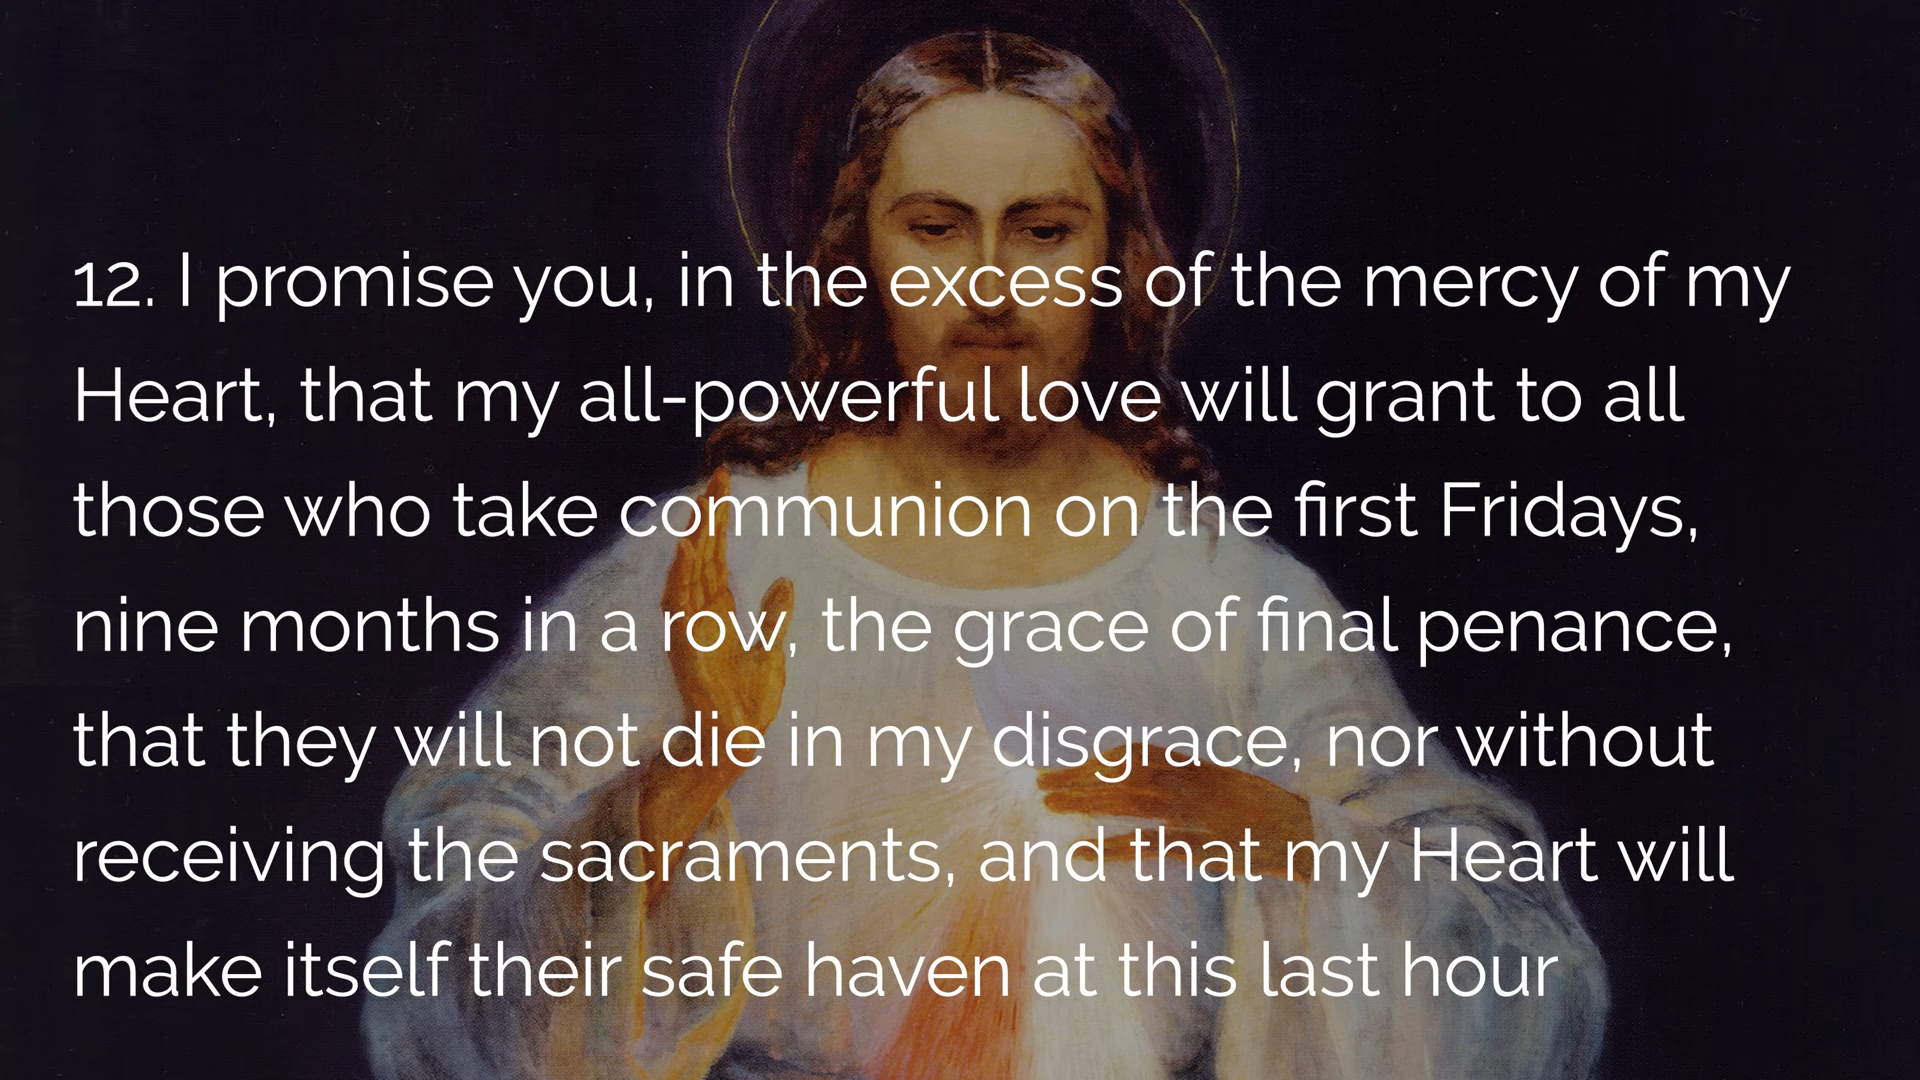 12. I promise you, in the excess of the mercy of my
Heart, that my all-powerful love will grant to all
those who take communion on the first Fridays,
nine months in a row, the grace of final penance,
that they will not die in my disgrace, nor without
receiving the sacraments, and that my Heart will
make itself their safe haven at this last hour